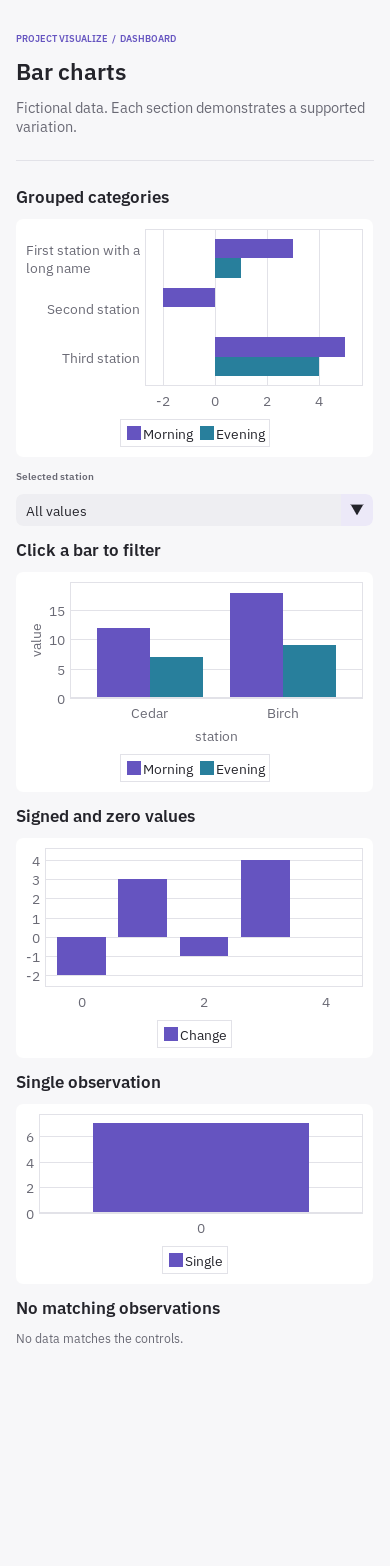 PROJECT VISUALIZE / DASHBOARD
Bar charts
Fictional data. Each section demonstrates a supported
variation.
Grouped categories
First station with a
long name
Second station
Third station
-2 0 2 4
Morning Evening
Selected station
All values
Click a bar to filter
value
15
10
5
0
Cedar Birch
station
Morning Evening
Signed and zero values
4
3
2
1
0
-1
-2
0 2 4
Change
Single observation
6
4
2
0
0
Single
No matching observations
No data matches the controls.